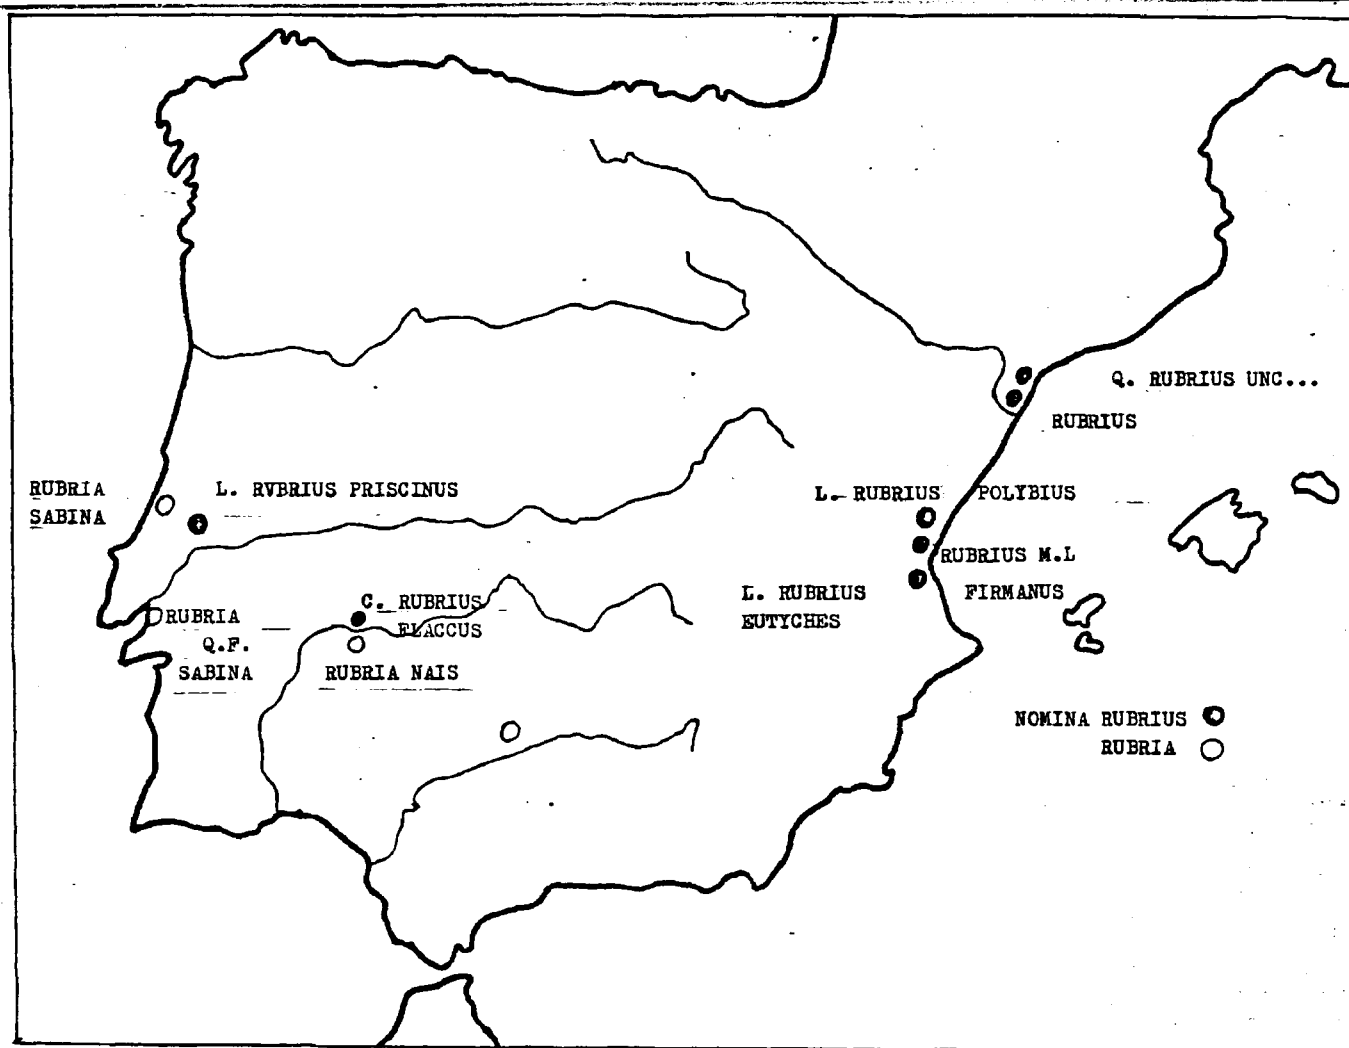 Q. RUBRIUS UNC...
RUBRIUS
RUBRIA
SABINA
L. RVBRIUS PRISCINUS
L. RUBRIUS POLYBIUS
RUBRIUS M.L
FIRMANUS
L. RUBRIUS
EUTYCHES
RUBRIA
Q.F.
SABINA
C. RUBRIUS
FLACCUS
RUBRIA NAIS
NOMINA RUBRIUS
RUBRIA